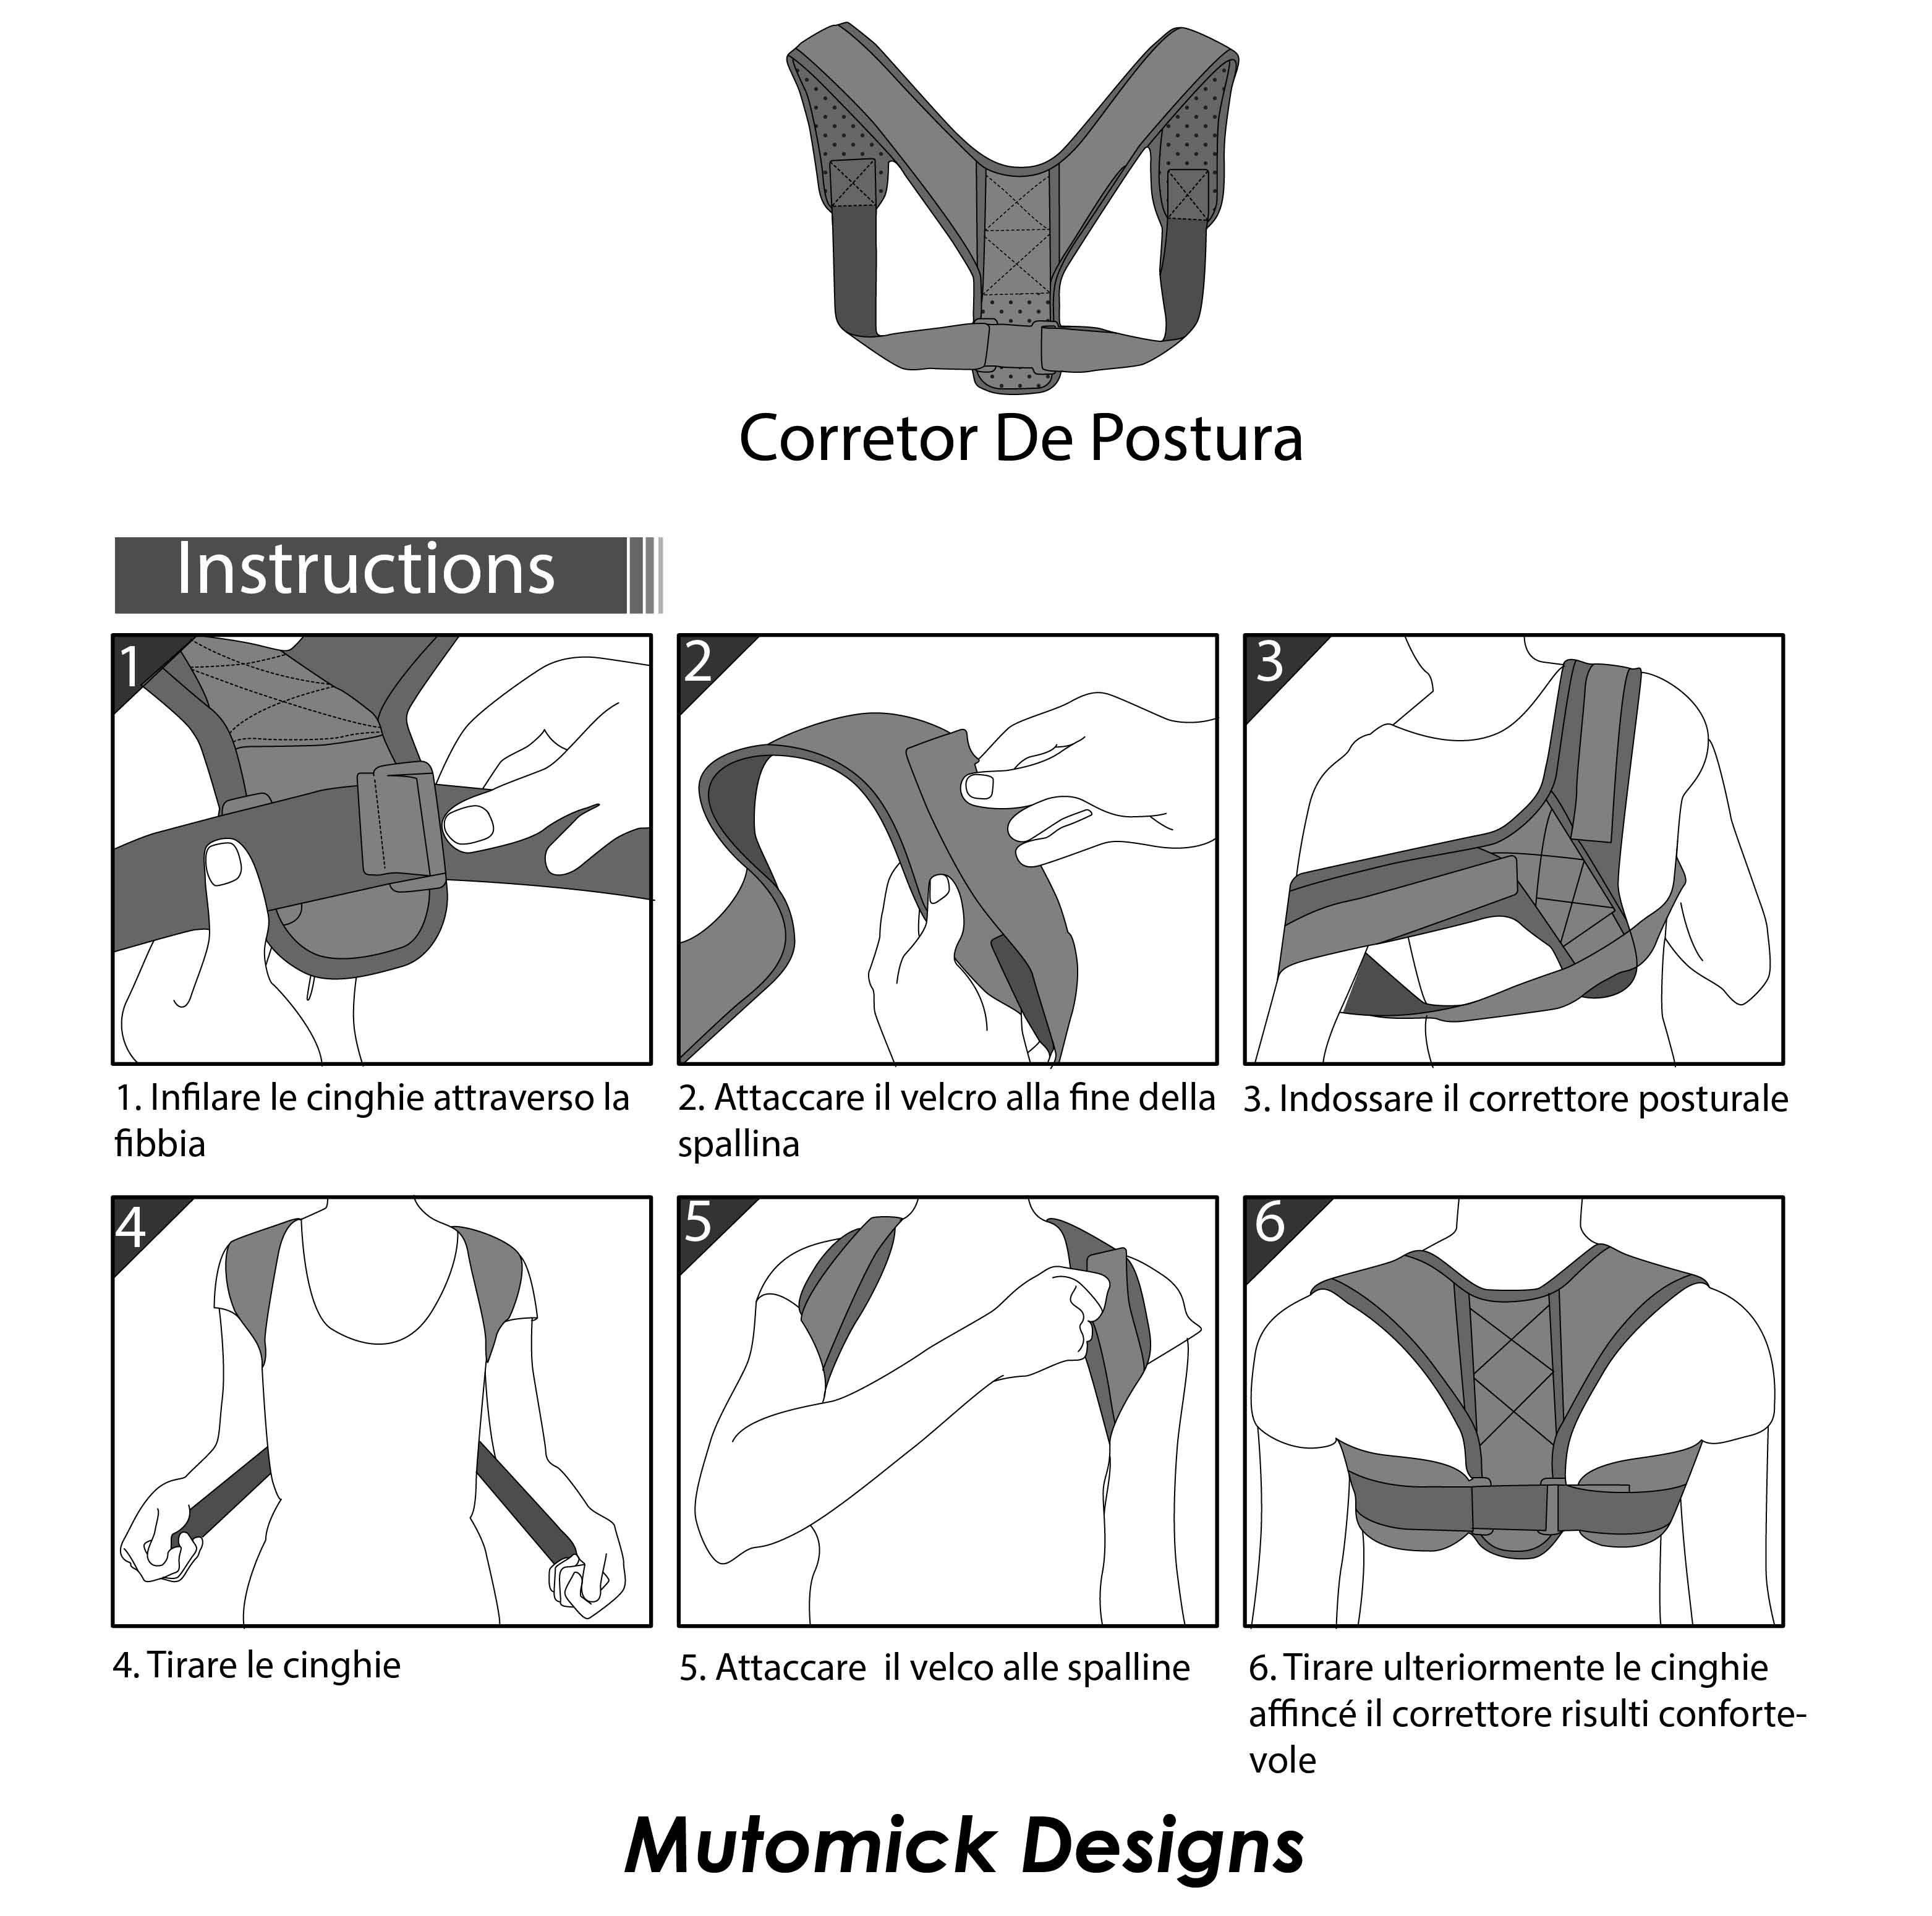 Corretor De Postura
Instructions
1
2
3
1. Infilare le cinghie attraverso la
fibbia
2. Attaccare il velcro alla fine della
spallina
3. Indossare il correttore posturale
4
5
6
4. Tirare le cinghie
5. Attaccare  il velco alle spalline
6. Tirare ulteriormente le cinghie
affincé il correttore risulti conforte-
vole
Mutomick Designs